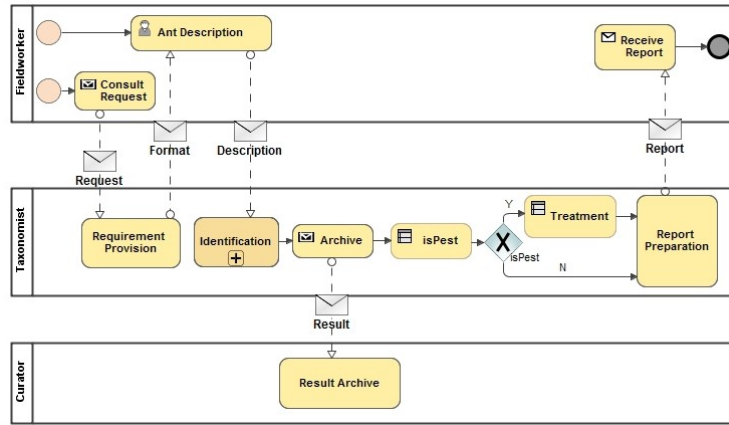 Fieldworker
Ant Description
Consult
Request
Receive
Report
Request
Format
Description
Report
Taxonomist
Requirement
Provision
Identification
Archive
isPest
Y
isPest
N
Treatment
Report
Preparation
Result
Curator
Result Archive